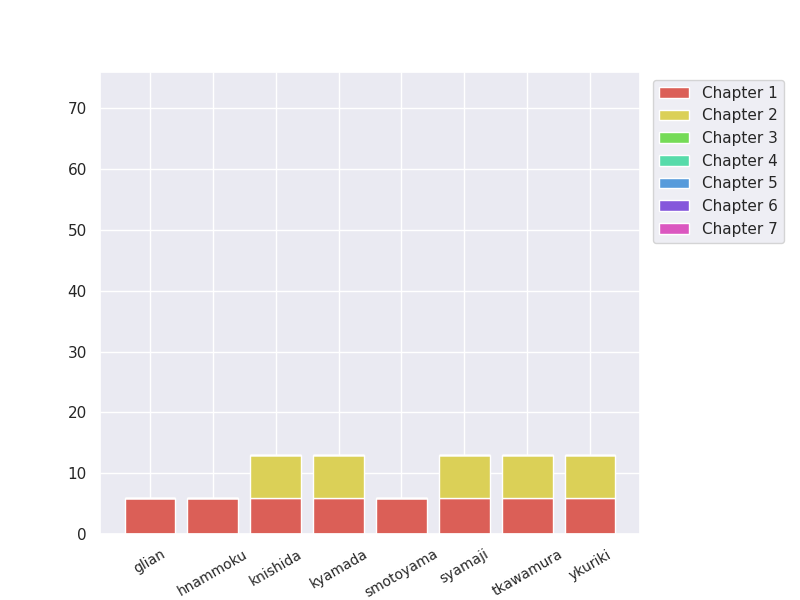 70
60
50
40
30
20
10
0
glian
hnammoku
knishida
kyamada
smotoyama
syamaji
tkawamura
ykuriki
Chapter 1
Chapter 2
Chapter 3
Chapter 4
Chapter 5
Chapter 6
Chapter 7